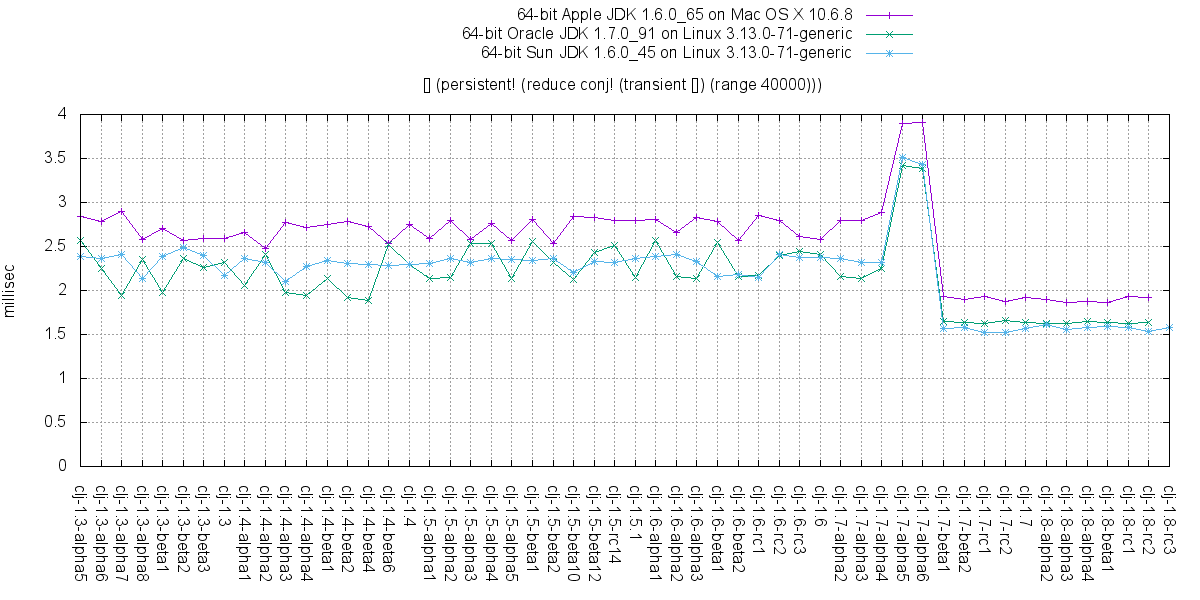 64-bit Apple JDK 1.6.0_65 on Mac OS X 10.6.8
64-bit Oracle JDK 1.7.0_91 on Linux 3.13.0-71-generic
64-bit Sun JDK 1.6.0_45 on Linux 3.13.0-71-generic
[] (persistent! (reduce conj! (transient []) (range 40000)))
4
3.5
3
2.5
2
1.5
1
0.5
0
millisec
clj-1.3-alpha5
clj-1.3-alpha6
clj-1.3-alpha7
clj-1.3-alpha8
clj-1.3-beta1
clj-1.3-beta2
clj-1.3-beta3
clj-1.3
clj-1.4-alpha1
clj-1.4-alpha2
clj-1.4-alpha3
clj-1.4-alpha4
clj-1.4-beta1
clj-1.4-beta2
clj-1.4-beta4
clj-1.4-beta6
clj-1.4
clj-1.5-alpha1
clj-1.5-alpha2
clj-1.5-alpha3
clj-1.5-alpha4
clj-1.5-alpha5
clj-1.5-beta1
clj-1.5-beta2
clj-1.5-beta10
clj-1.5-beta12
clj-1.5-rc14
clj-1.5.1
clj-1.6-alpha1
clj-1.6-alpha2
clj-1.6-alpha3
clj-1.6-beta1
clj-1.6-beta2
clj-1.6-rc1
clj-1.6-rc2
clj-1.6-rc3
clj-1.6
clj-1.7-alpha2
clj-1.7-alpha3
clj-1.7-alpha4
clj-1.7-alpha5
clj-1.7-alpha6
clj-1.7-beta1
clj-1.7-beta2
clj-1.7-rc1
clj-1.7-rc2
clj-1.7
clj-1.8-alpha2
clj-1.8-alpha3
clj-1.8-alpha4
clj-1.8-beta1
clj-1.8-rc1
clj-1.8-rc2
clj-1.8-rc3